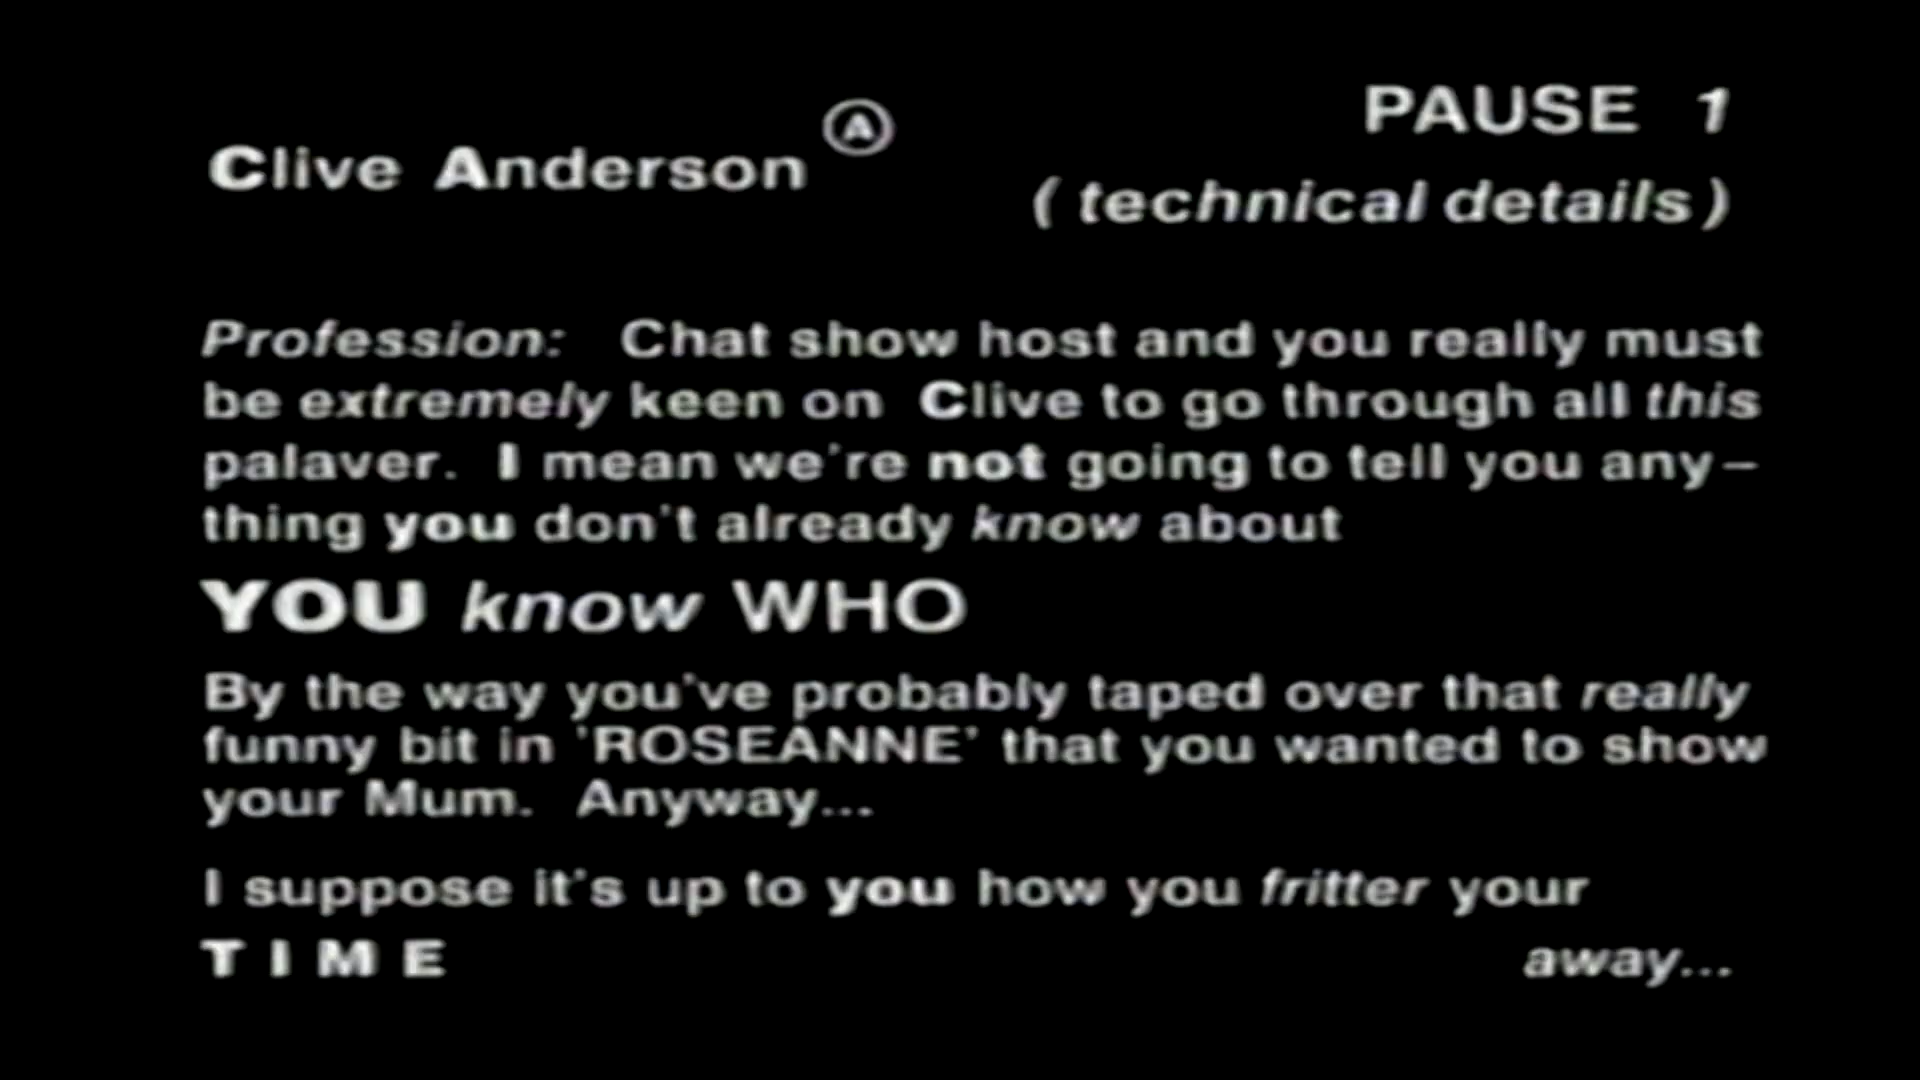 PAUSE 1
Clive Anderson Ⓐ
( technical details )
Profession: Chat show host and you really must
be extremely keen on Clive to go through all this
palaver. I mean we're not going to tell you any–
thing you don't already know about
YOU know WHO
By the way you've probably taped over that really
funny bit in 'ROSEANNE' that you wanted to show
your Mum. Anyway...
I suppose it's up to you how you fritter your
TIME away...